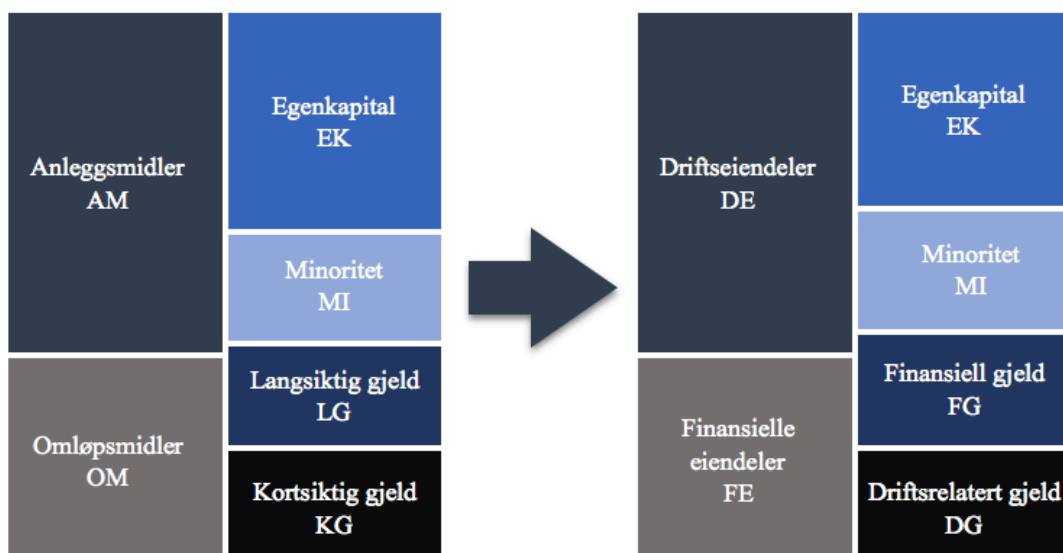 Anleggsmidler
AM
Omløpsmidler
OM
Egenkapital
EK
Minoritet
MI
Langsiktig gjeld
LG
Kortsiktig gjeld
KG
Driftseiendeler
DE
Finansielle
eiendeler
FE
Egenkapital
EK
Minoritet
MI
Finansiell gjeld
FG
Driftsrelatert gjeld
DG